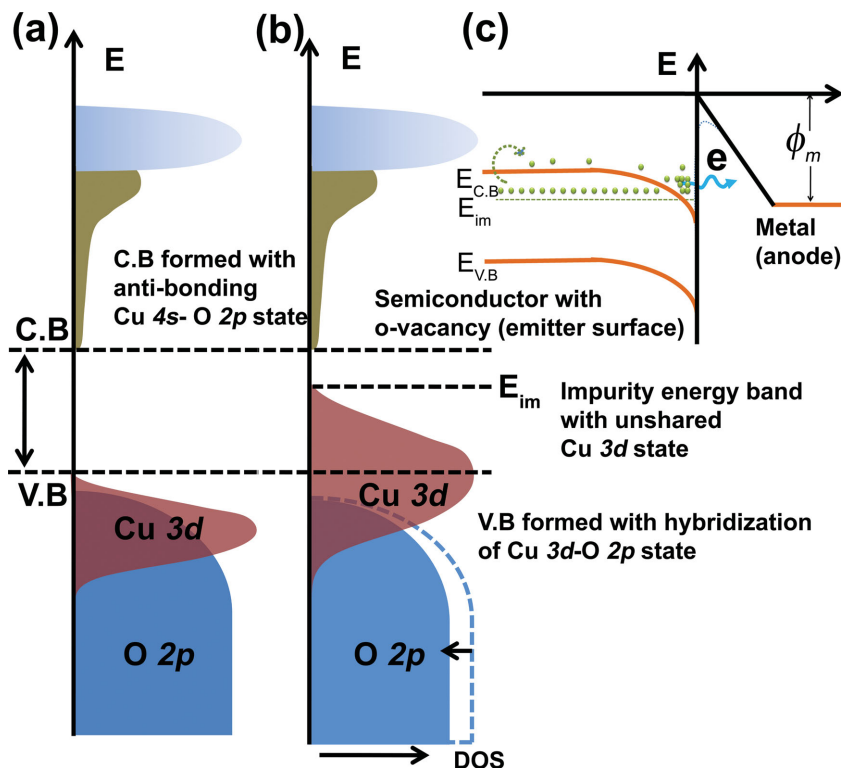 (a)
E
C.B formed with
anti-bonding
Cu 4s- O 2p state
C.B
V.B
Cu 3d
O 2p
(b)
E
E_im
Impurity energy band
with unshared
Cu 3d state
Cu 3d
V.B formed with hybridization
of Cu 3d-O 2p state
O 2p
DOS
(c)
E
E_C.B
E_im
E_V.B
e
ϕ_m
Metal
(anode)
Semiconductor with
o-vacancy (emitter surface)